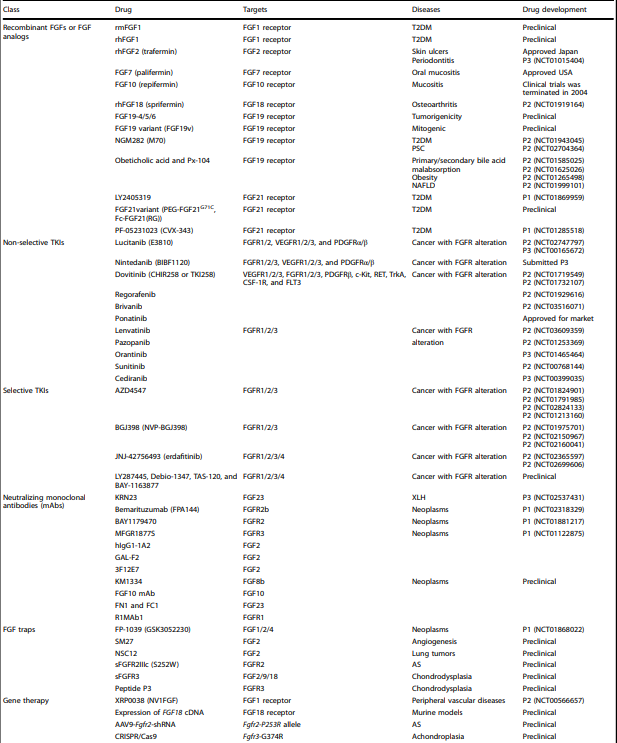 Class Drug Targets Diseases Drug development
Recombinant FGFs or FGF analogs rmFGF1 FGF1 receptor T2DM Preclinical
rhFGF1 FGF1 receptor T2DM Preclinical
rhFGF2 (trafermin) FGF2 receptor Skin ulcers Approved Japan
Periodontitis P3 (NCT01015404)
FGF7 (palifermin) FGF7 receptor Oral mucositis Approved USA
FGF10 (repifermin) FGF10 receptor Mucositis Clinical trials was
terminated in 2004
rhFGF18 (sprifermin) FGF18 receptor Osteoarthritis P2 (NCT01919164)
FGF19-4/5/6 FGF19 receptor Tumorigenicity Preclinical
FGF19 variant (FGF19v) FGF19 receptor Mitogenic Preclinical
NGM282 (M70) FGF19 receptor T2DM P2 (NCT01943045)
PSC P2 (NCT02704364)
Obeticholic acid and Px-104 FGF19 receptor Primary/secondary bile acid P2 (NCT01585025)
malabsorption P2 (NCT01625026)
Obesity P2 (NCT01265498)
NAFLD P2 (NCT01999101)
LY2405319 FGF21 receptor T2DM P1 (NCT01869959)
FGF21variant (PEG-FGF21G71C, FGF21 receptor T2DM Preclinical
Fc-FGF21(RG))
PF-05231023 (CVX-343) FGF21 receptor T2DM P1 (NCT01285518)
Non-selective TKIs Lucitanib (E3810) FGFR1/2, VEGFR1/2/3, and PDGFRα/β Cancer with FGFR alteration P2 (NCT02747797)
P3 (NCT00165672)
Nintedanib (BIBF1120) FGFR1/2/3, VEGFR1/2/3, and PDGFRα/β Cancer with FGFR alteration Submitted P3
Dovitinib (CHIR258 or TKI258) VEGFR1/2/3, FGFR1/2/3, PDGFRβ, c-Kit, RET, TrkA, Cancer with FGFR alteration P2 (NCT01719549)
CSF-1R, and FLT3 P2 (NCT01732107)
Regorafenib P2 (NCT01929616)
Brivanib P2 (NCT03516071)
Ponatinib Approved for market
Lenvatinib FGFR1/2/3 Cancer with FGFR P2 (NCT03609359)
Pazopanib alteration P2 (NCT01253369)
Orantinib P3 (NCT01465464)
Sunitinib P2 (NCT00768144)
Cediranib P3 (NCT00399035)
Selective TKIs AZD4547 FGFR1/2/3 Cancer with FGFR alteration P2 (NCT01824901)
P2 (NCT01791985)
P2 (NCT02824133)
P2 (NCT01213160)
BGJ398 (NVP-BGJ398) FGFR1/2/3 Cancer with FGFR alteration P2 (NCT01975701)
P2 (NCT02150967)
P2 (NCT02160041)
JNJ-42756493 (erdafitinib) FGFR1/2/3/4 Cancer with FGFR alteration P2 (NCT02365597)
P2 (NCT02699606)
LY287445, Debio-1347, TAS-120, and FGFR1/2/3/4 Cancer with FGFR alteration Preclinical
BAY-1163877
Neutralizing monoclonal KRN23 FGF23 XLH P3 (NCT02537431)
antibodies (mAbs) Bemarituzumab (FPA144) FGFR2b Neoplasms P1 (NCT02318329)
BAY1179470 FGFR2 Neoplasms P1 (NCT01881217)
MFGR1877S FGFR3 Neoplasms P1 (NCT01122875)
hIgG1-1A2 FGF2
GAL-F2 FGF2
3F12E7 FGF2
KM1334 FGF8b Neoplasms Preclinical
FGF10 mAb FGF10
FN1 and FC1 FGF23
R1MAb1 FGFR1
FGF traps FP-1039 (GSK3052230) FGF1/2/4 Neoplasms P1 (NCT01868022)
SM27 FGF2 Angiogenesis Preclinical
NSC12 FGF2 Lung tumors Preclinical
sFGFR2IIIc (S252W) FGFR2 AS Preclinical
sFGFR3 FGF2/9/18 Chondrodysplasia Preclinical
Peptide P3 FGFR3 Chondrodysplasia Preclinical
Gene therapy XRP0038 (NV1FGF) FGF1 receptor Peripheral vascular diseases P2 (NCT00566657)
Expression of FGF18 cDNA FGF18 receptor Murine models Preclinical
AAV9-Fgfr2-shRNA Fgfr2-P253R allele AS Preclinical
CRISPR/Cas9 Fgfr3-G374R Achondroplasia Preclinical